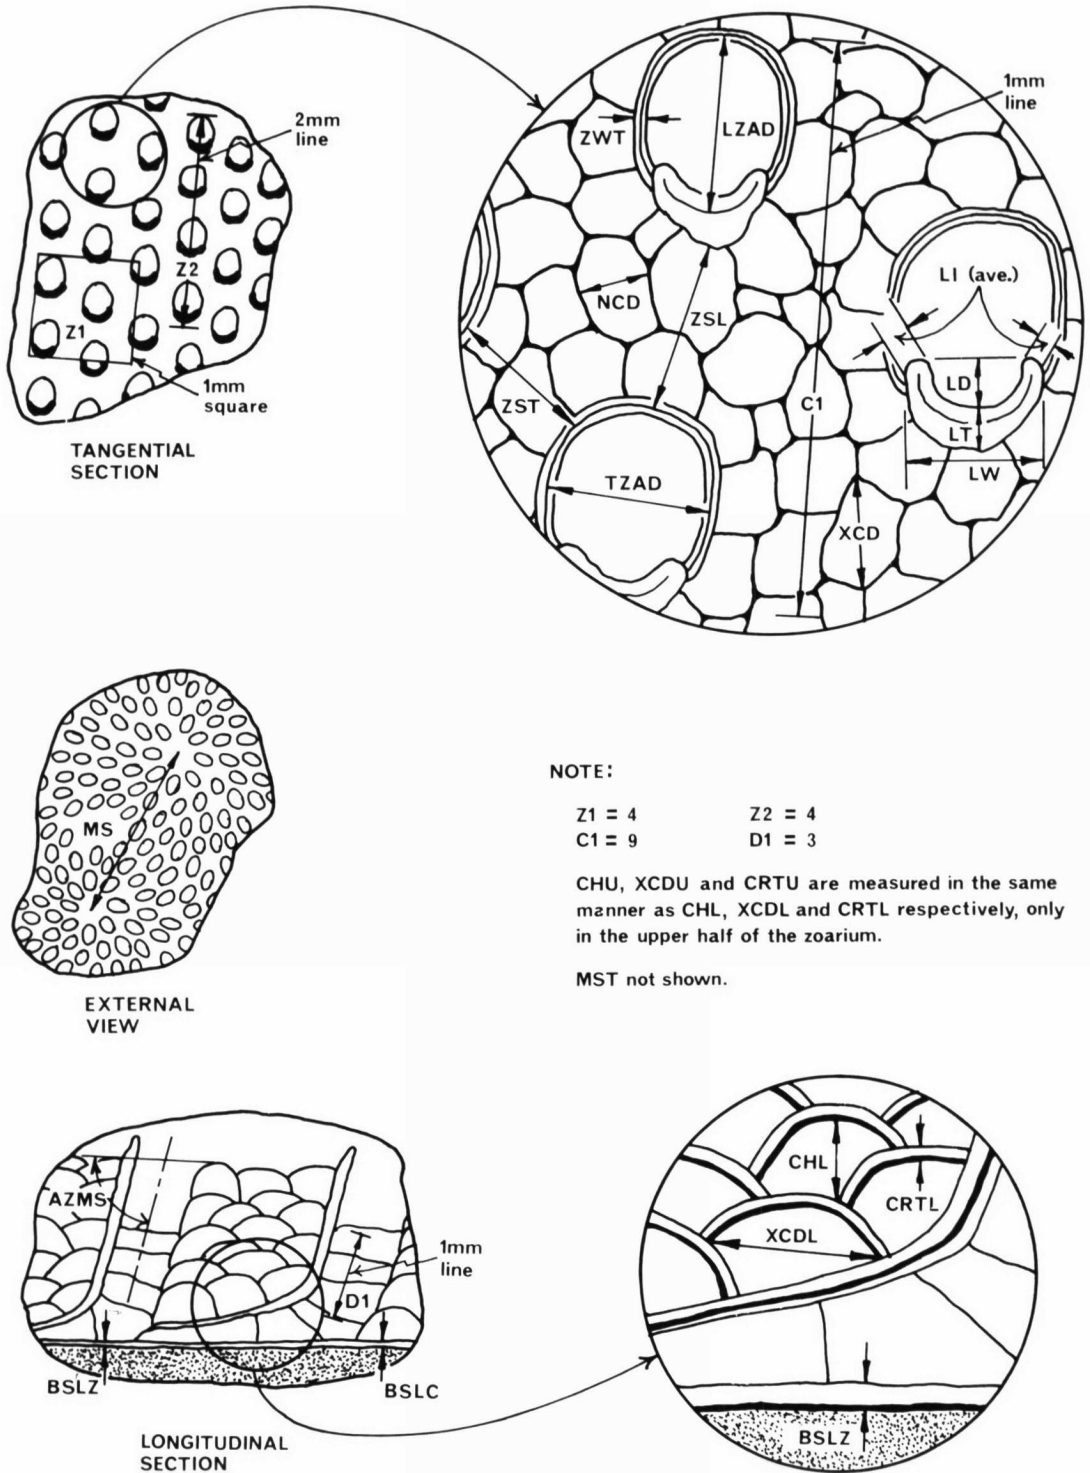 2mm
line
Z2
Z1
1mm
square
TANGENTIAL
SECTION
1mm
line
ZWT
LZAD
LI (ave.)
NCD
ZSL
ZST
C1
LD
LT
LW
TZAD
XCD
MS
EXTERNAL
VIEW
NOTE:
Z1 = 4 Z2 = 4
C1 = 9 D1 = 3
CHU, XCDU and CRTU are measured in the same
manner as CHL, XCDL and CRTL respectively, only
in the upper half of the zoarium.
MST not shown.
AZMS
1mm
line
D1
BSLZ
BSLC
LONGITUDINAL
SECTION
CHL
CRTL
XCDL
BSLZ